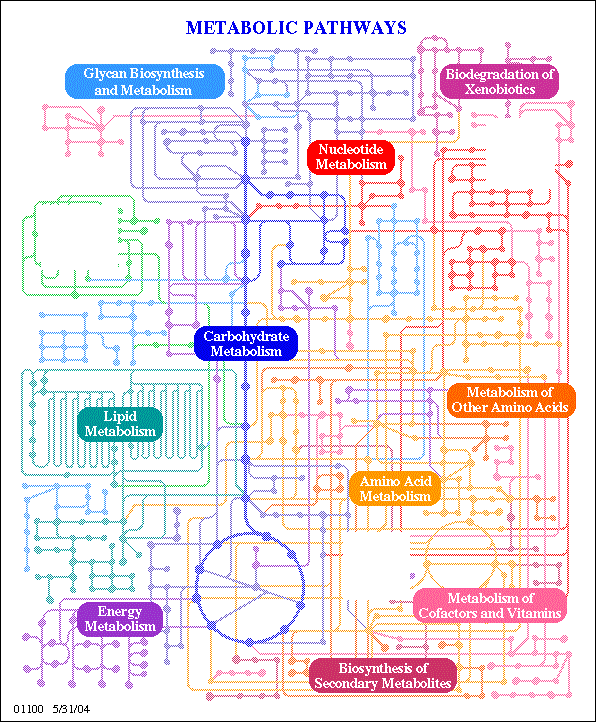 METABOLIC PATHWAYS
Glycan Biosynthesis
and Metabolism
Biodegradation of
Xenobiotics
Nucleotide
Metabolism
Carbohydrate
Metabolism
Metabolism of
Other Amino Acids
Lipid
Metabolism
Amino Acid
Metabolism
Metabolism of
Cofactors and Vitamins
Energy
Metabolism
Biosynthesis of
Secondary Metabolites
01100 5/31/04